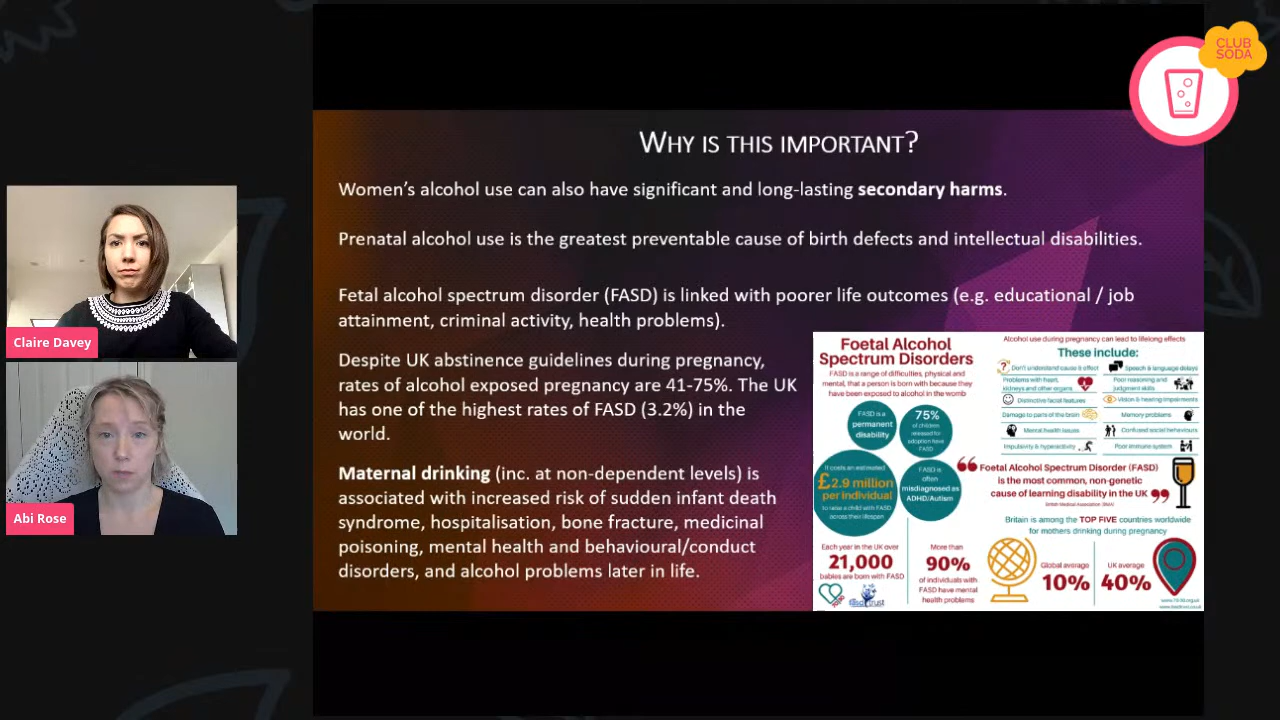 CLUB
SODA
WHY IS THIS IMPORTANT?
Women's alcohol use can also have significant and long-lasting secondary harms.
Prenatal alcohol use is the greatest preventable cause of birth defects and intellectual disabilities.
Fetal alcohol spectrum disorder (FASD) is linked with poorer life outcomes (e.g. educational / job
attainment, criminal activity, health problems).
Despite UK abstinence guidelines during pregnancy,
rates of alcohol exposed pregnancy are 41-75%. The UK
has one of the highest rates of FASD (3.2%) in the
world.
Maternal drinking (inc. at non-dependent levels) is
associated with increased risk of sudden infant death
syndrome, hospitalisation, bone fracture, medicinal
poisoning, mental health and behavioural/conduct
disorders, and alcohol problems later in life.
Foetal Alcohol
Spectrum Disorders
FASD is a range of difficulties, physical and
mental, that a person is born with because they
have been exposed to alcohol in the womb
FASD is a
permanent
disability
75%
of children
released to
adoption have
FASD
It costs an estimated
£2.9 million
per individual
to raise a child with FASD
across their lifespan
FASD is
often
misdiagnosed as
ADHD/Autism
Each year in the UK over
21,000
babies are born with FASD
More than
90%
of individuals with
FASD have mental
health problems
Alcohol use during pregnancy can lead to lifelong effects
These include:
Don't understand cause & effect
Speech & language delays
Problems with heart,
kidneys and other organs
Poor reasoning and
judgment skills
Distinctive facial features
Vision & hearing impairments
Damage to parts of the brain
Memory problems
Mental health issues
Confused social behaviours
Impulsivity & hyperactivity
Poor immune system
Foetal Alcohol Spectrum Disorder (FASD)
is the most common, non-genetic
cause of learning disability in the UK
British Medical Association (BMA)
Britain is among the TOP FIVE countries worldwide
for mothers drinking during pregnancy
Global average
10%
UK average
40%
Claire Davey
Abi Rose